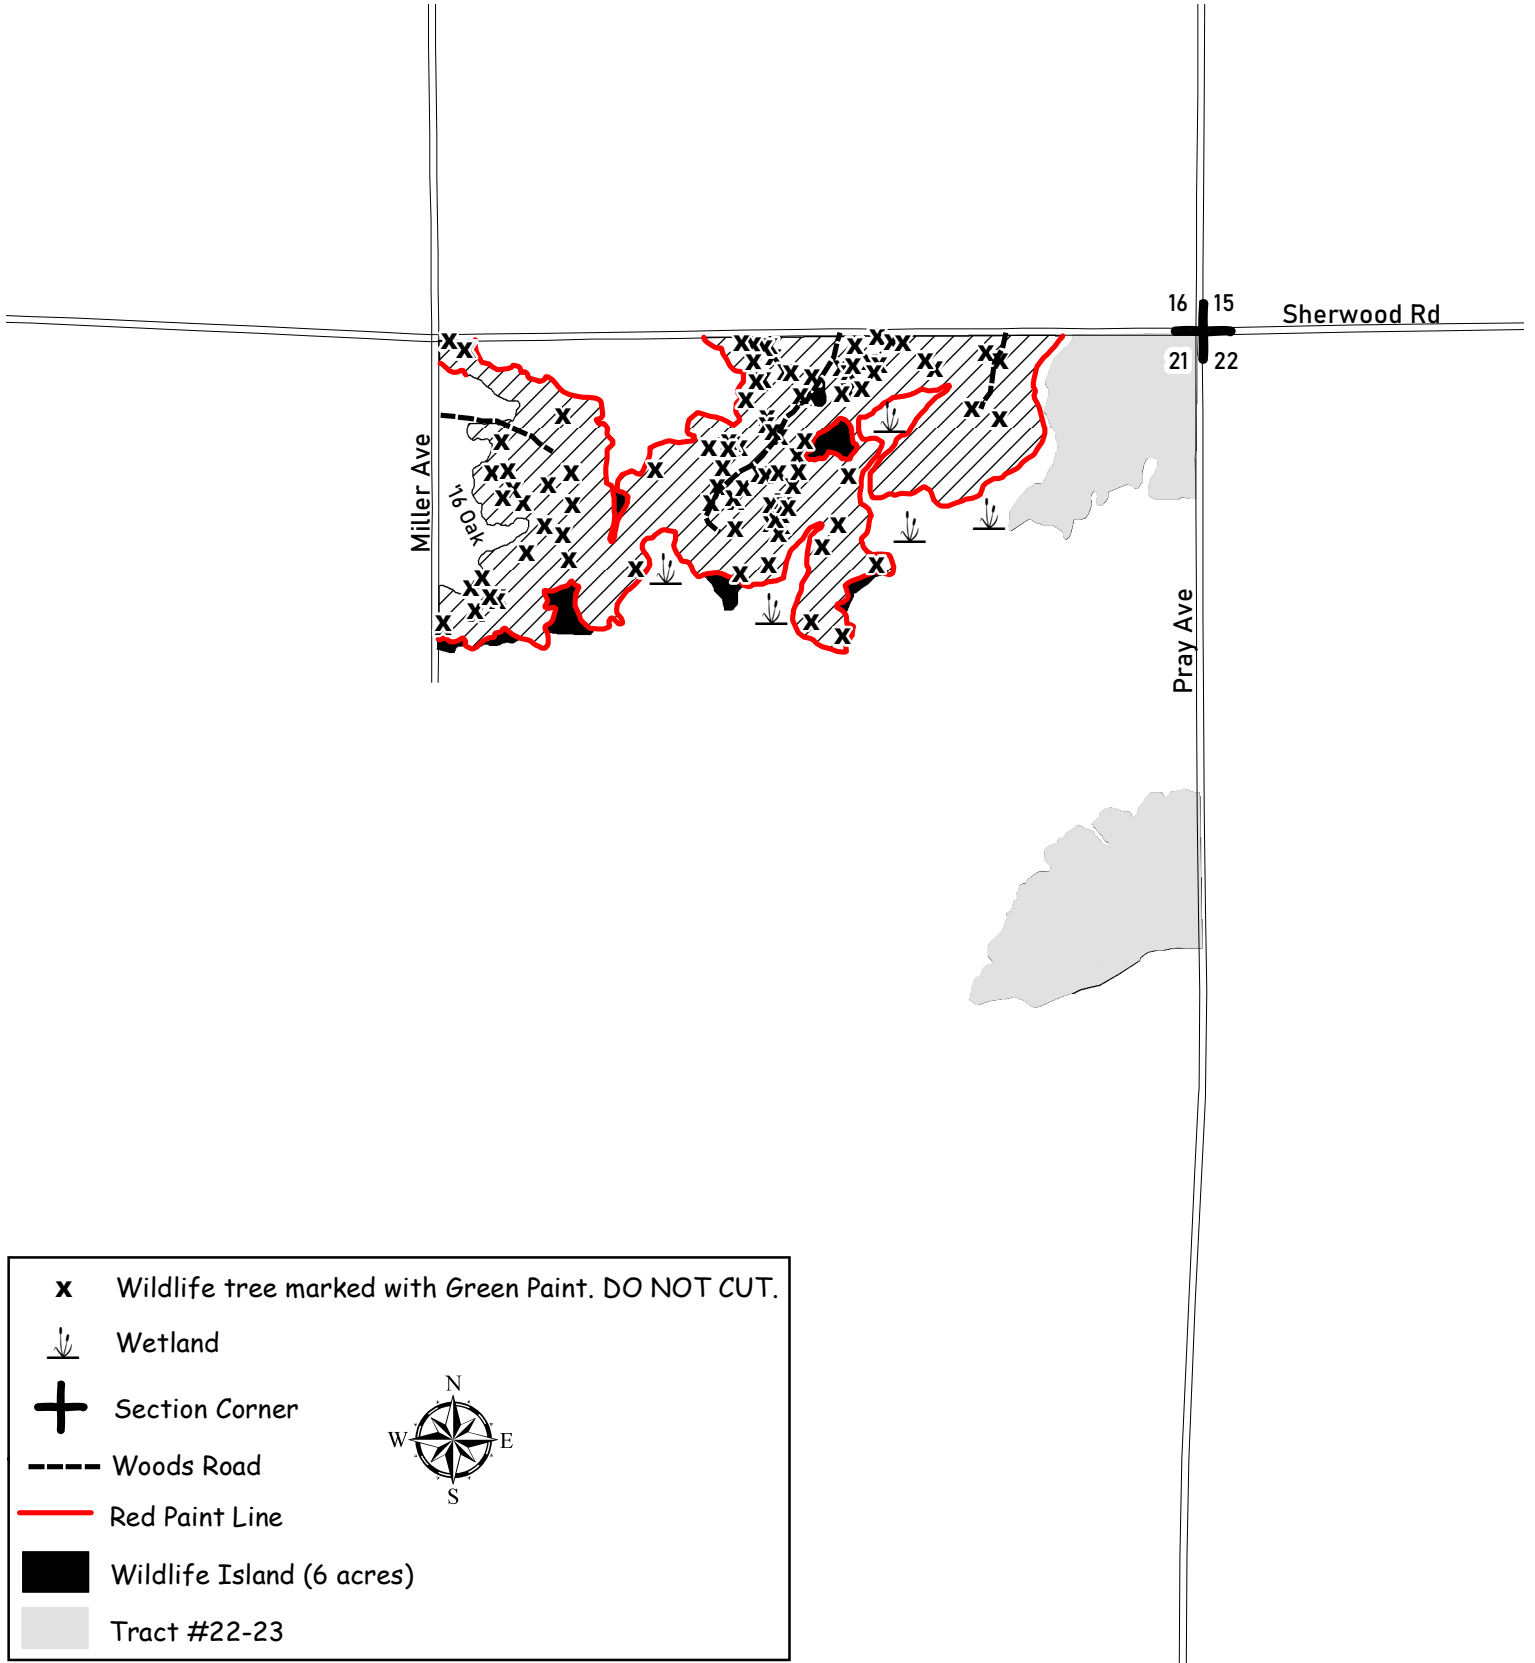 16 15
Sherwood Rd
21 22
Miller Ave
'16 Oak
Pray Ave
x Wildlife tree marked with Green Paint. DO NOT CUT.
Wetland
Section Corner
Woods Road
Red Paint Line
Wildlife Island (6 acres)
Tract #22-23
N
W E
S